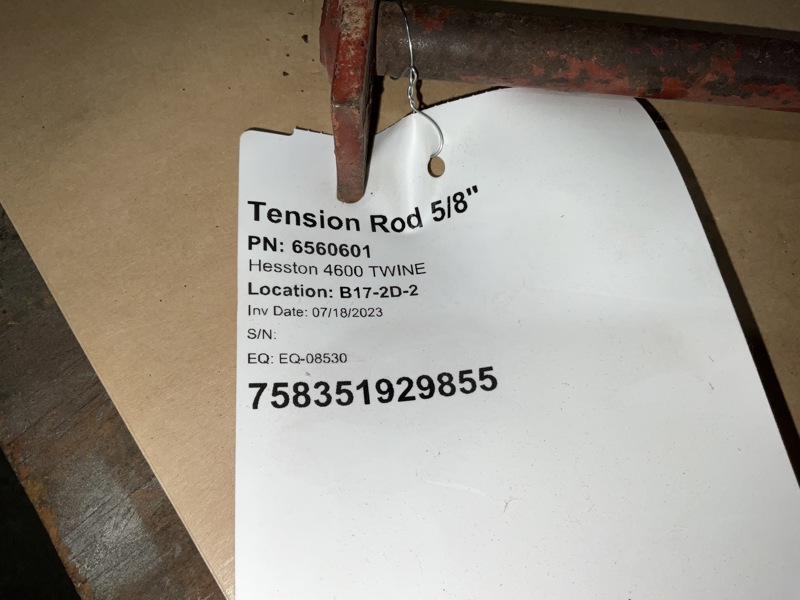 Tension Rod 5/8"
PN: 6560601
Hesston 4600 TWINE
Location: B17-2D-2
Inv Date: 07/18/2023
S/N:
EQ: EQ-08530
758351929855